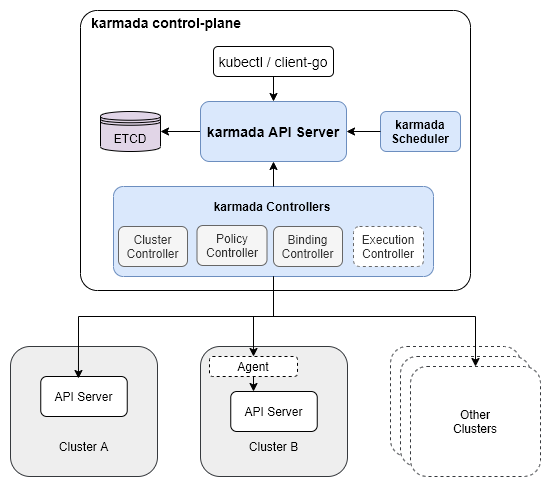 karmada control-plane
kubectl / client-go
karmada API Server
ETCD
karmada
Scheduler
karmada Controllers
Cluster
Controller
Policy
Controller
Binding
Controller
Execution
Controller
API Server
Cluster A
Agent
API Server
Cluster B
Other
Clusters